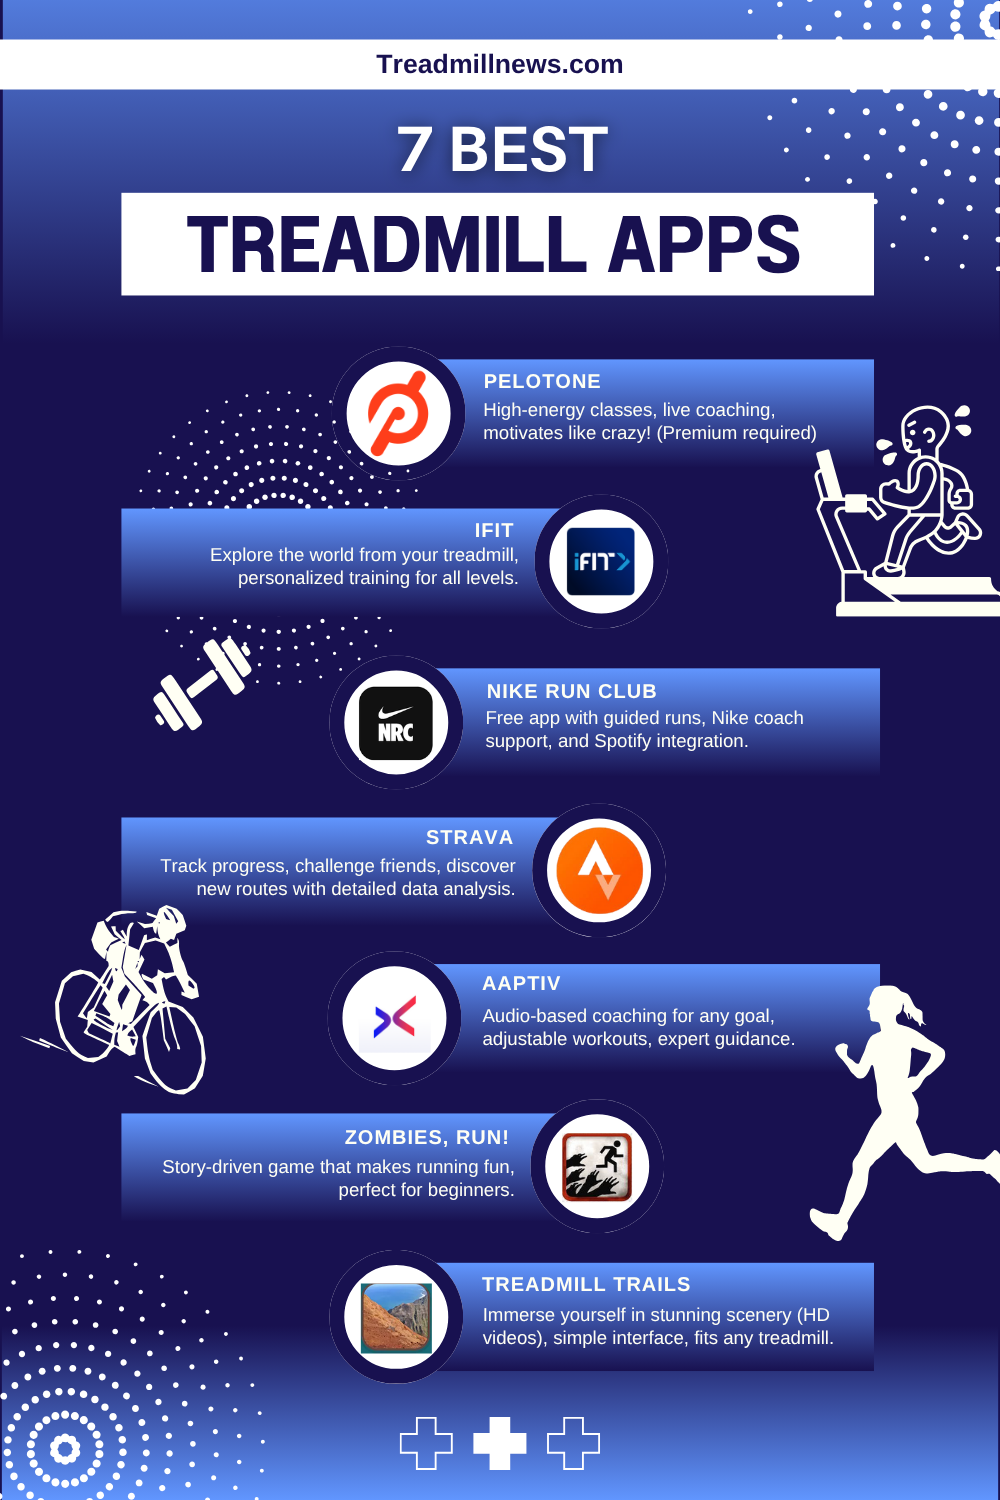 Treadmillnews.com
7 BEST
TREADMILL APPS
PELOTONE
High-energy classes, live coaching,
motivates like crazy! (Premium required)
IFIT
Explore the world from your treadmill,
personalized training for all levels.
iFIT
NIKE RUN CLUB
Free app with guided runs, Nike coach
support, and Spotify integration.
NRC
STRAVA
Track progress, challenge friends, discover
new routes with detailed data analysis.
AAPTIV
Audio-based coaching for any goal,
adjustable workouts, expert guidance.
ZOMBIES, RUN!
Story-driven game that makes running fun,
perfect for beginners.
TREADMILL TRAILS
Immerse yourself in stunning scenery (HD
videos), simple interface, fits any treadmill.